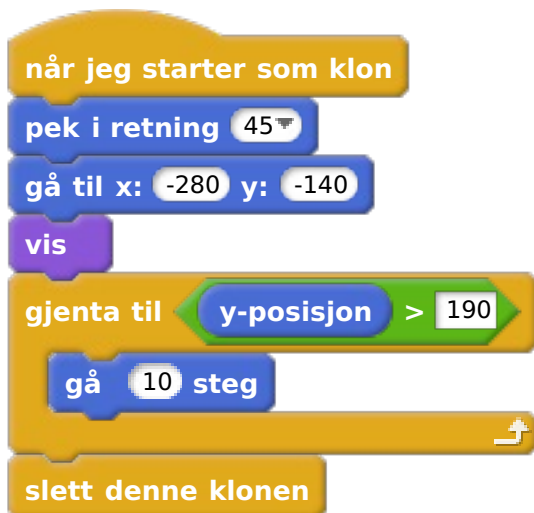 når jeg starter som klon
pek i retning 45
gå til x: -280 y: -140
vis
gjenta til y-posisjon > 190
gå 10 steg
slett denne klonen